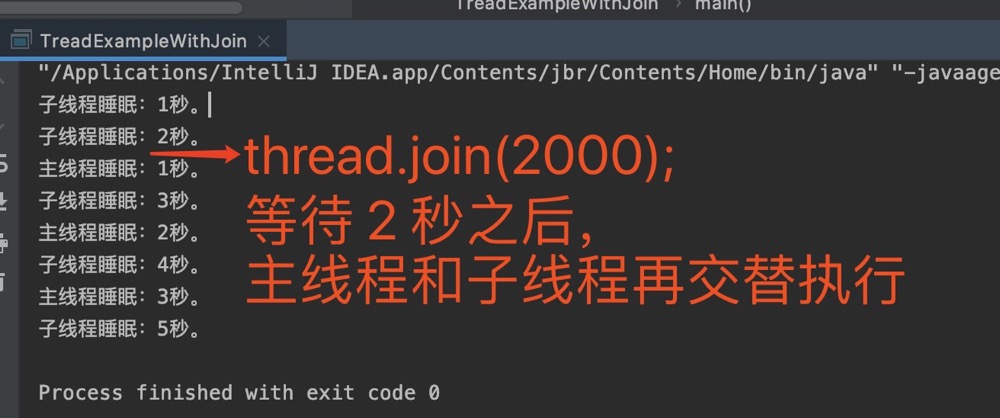 TreadExampleWithJoin > main()
TreadExampleWithJoin ×
"/Applications/IntelliJ IDEA.app/Contents/jbr/Contents/Home/bin/java" "-javaage
子线程睡眠：1秒。
子线程睡眠：2秒。
主线程睡眠：1秒。
子线程睡眠：3秒。
主线程睡眠：2秒。
子线程睡眠：4秒。
主线程睡眠：3秒。
子线程睡眠：5秒。
thread.join(2000);
等待 2 秒之后，
主线程和子线程再交替执行
Process finished with exit code 0